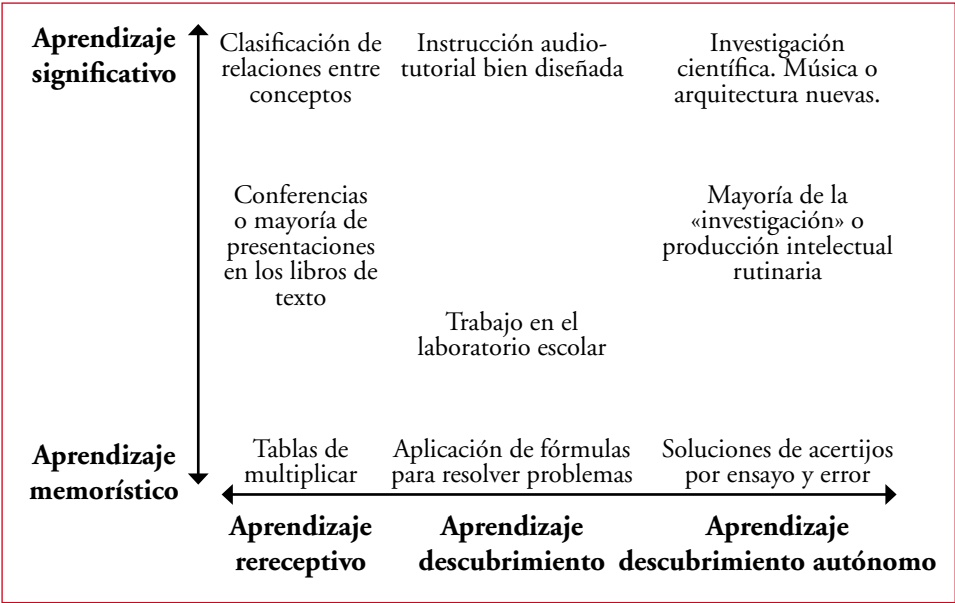 Aprendizaje
significativo
Clasificación de
relaciones entre
conceptos
Instrucción audio-
tutorial bien diseñada
Investigación
científica. Música o
arquitectura nuevas.
Conferencias
o mayoría de
presentaciones
en los libros de
texto
Mayoría de la
«investigación» o
producción intelectual
rutinaria
Trabajo en el
laboratorio escolar
Aprendizaje
memorístico
Tablas de
multiplicar
Aplicación de fórmulas
para resolver problemas
Soluciones de acertijos
por ensayo y error
Aprendizaje
rereceptivo
Aprendizaje
descubrimiento
Aprendizaje
descubrimiento autónomo